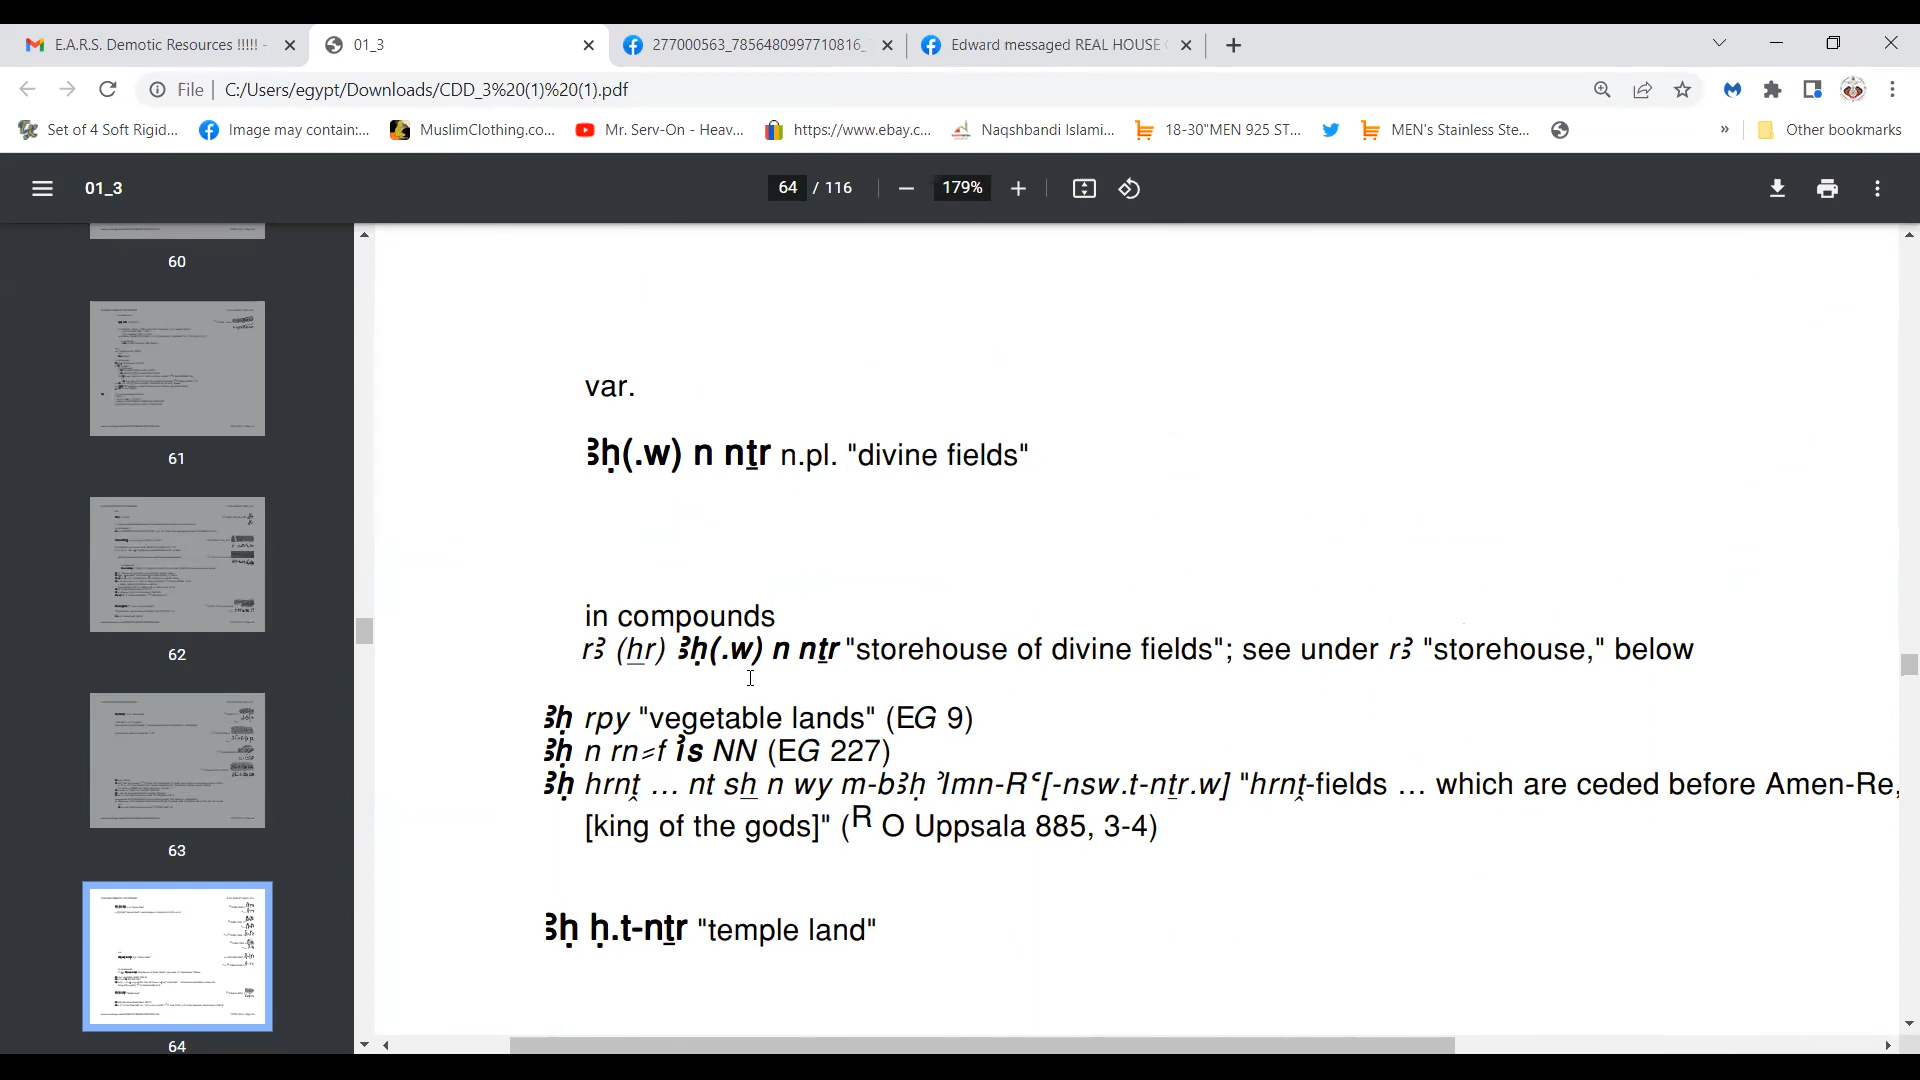 E.A.R.S. Demotic Resources !!!!! -
01_3
277000563_7856480997710816_
Edward messaged REAL HOUSE
File | C:/Users/egypt/Downloads/CDD_3%20(1)%20(1).pdf
Set of 4 Soft Rigid... Image may contain:... MuslimClothing.co... Mr. Serv-On - Heav... https://www.ebay.c... Naqshbandi Islami... 18-30"MEN 925 ST... MEN's Stainless Ste... » Other bookmarks
01_3 64 / 116 179%
60
61
62
63
64
var.
ꜣḥ(.w) n nṯr n.pl. "divine fields"
in compounds
rꜣ (ẖr) ꜣḥ(.w) n nṯr "storehouse of divine fields"; see under rꜣ "storehouse," below
ꜣḥ rpy "vegetable lands" (EG 9)
ꜣḥ n rn⸗f ỉs NN (EG 227)
ꜣḥ hrnṱ … nt sẖ n wy m-bꜣḥ ʾImn-Rꜥ[-nsw.t-nṯr.w] "hrnṱ-fields … which are ceded before Amen-Re,
[king of the gods]" (R O Uppsala 885, 3-4)
ꜣḥ ḥ.t-nṯr "temple land"